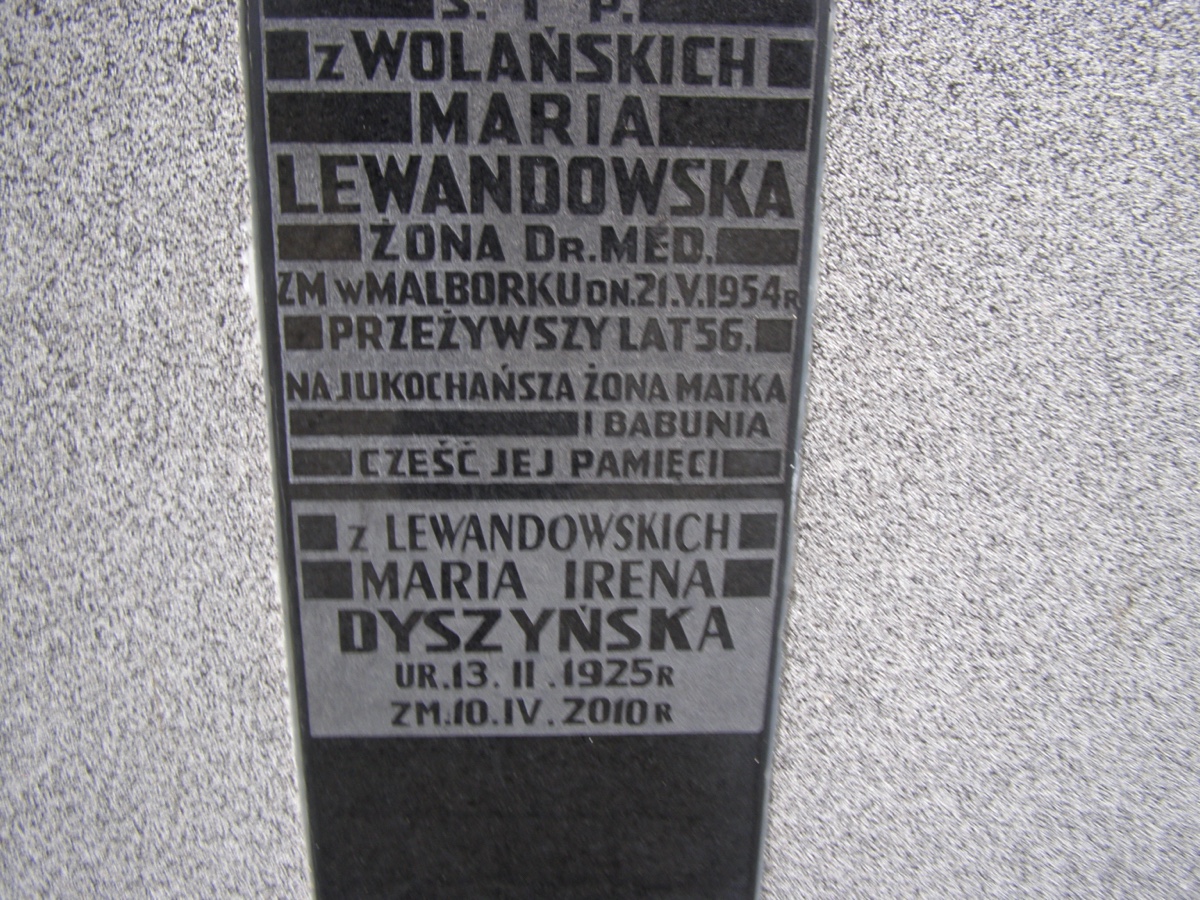 Ś. † P.
z WOLAŃSKICH
MARIA
LEWANDOWSKA
ŻONA DR. MED.
ZM W MALBORKU DN. 21.V.1954 R
PRZEŻYWSZY LAT 56.
NAJUKOCHAŃSZA ŻONA MATKA
I BABUNIA
CZEŚĆ JEJ PAMIĘCI
z LEWANDOWSKICH
MARIA IRENA
DYSZYŃSKA
UR. 13. II. 1925 R
ZM. 10. IV. 2010 R